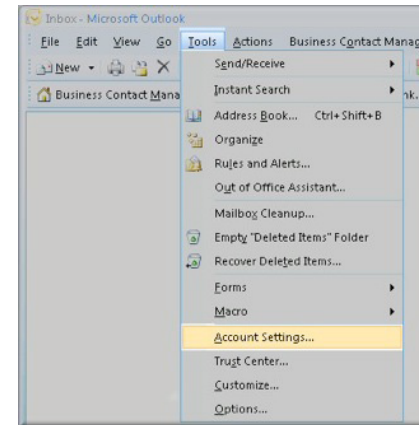 Inbox - Microsoft Outlook
File Edit View Go Tools Actions Business Contact Manag
New
Send/Receive
Business Contact Mana
Instant Search
nk.
Address Book... Ctrl+Shift+B
Organize
Rules and Alerts...
Out of Office Assistant...
Mailbox Cleanup...
Empty "Deleted Items" Folder
Recover Deleted Items...
Forms
Macro
Account Settings...
Trust Center...
Customize...
Options...